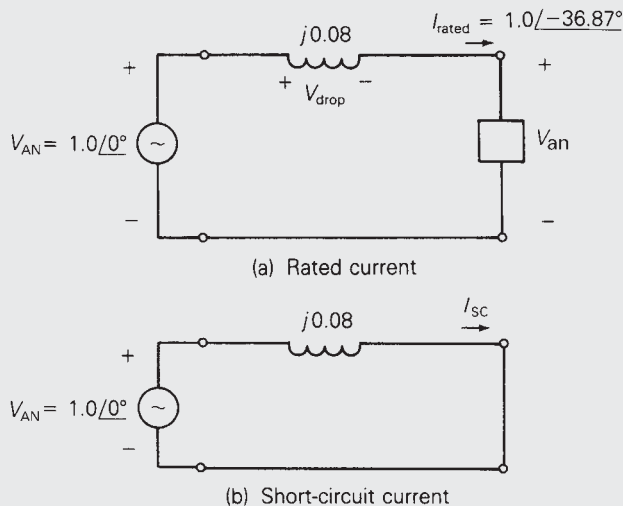 I_rated = 1.0/−36.87°
j0.08
+ + − +
V_drop
V_AN = 1.0/0° ~ V_an
− −
(a) Rated current
I_SC
j0.08
+
V_AN = 1.0/0° ~
−
(b) Short-circuit current